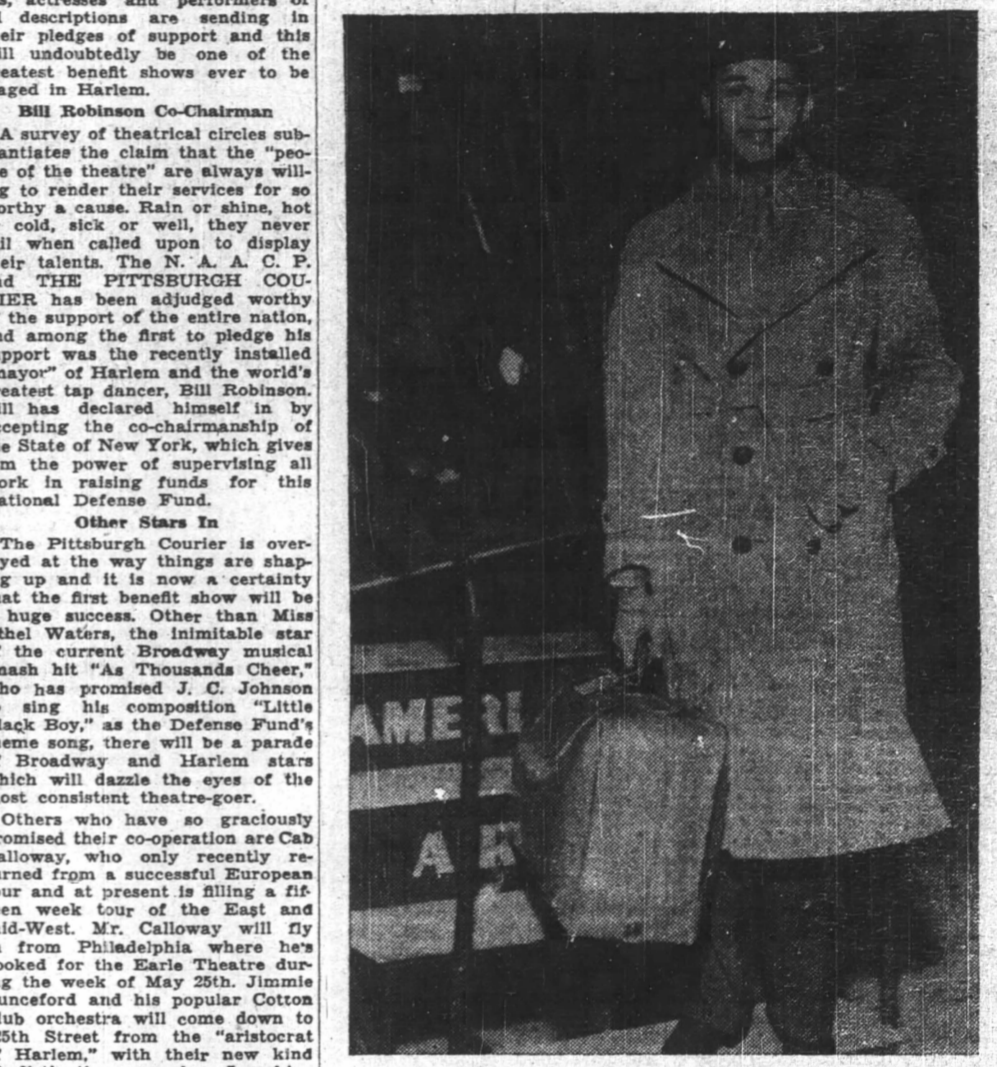 s, actresses and performers of
l descriptions are sending in
eir pledges of support and this
ill undoubtedly be one of the
eatest benefit shows ever to be
aged in Harlem.
Bill Robinson Co-Chairman
A survey of theatrical circles sub-
antiates the claim that the "peo-
e of the theatre" are always will-
g to render their services for so
orthy a cause. Rain or shine, hot
cold, sick or well, they never
il when called upon to display
eir talents. The N. A. A. C. P.
d THE PITTSBURGH COU-
IER has been adjudged worthy
the support of the entire nation,
nd among the first to pledge his
pport was the recently installed
mayor" of Harlem and the world's
eatest tap dancer, Bill Robinson.
ill has declared himself in by
ccepting the co-chairmanship of
e State of New York, which gives
m the power of supervising all
ork in raising funds for this
ational Defense Fund.
Other Stars In
The Pittsburgh Courier is over-
yed at the way things are shap-
g up and it is now a certainty
at the first benefit show will be
huge success. Other than Miss
thel Waters, the inimitable star
f the current Broadway musical
mash hit "As Thousands Cheer,"
ho has promised J. C. Johnson
sing his composition "Little
lack Boy," as the Defense Fund's
eme song, there will be a parade
f Broadway and Harlem stars
hich will dazzle the eyes of the
ost consistent theatre-goer.
Others who have so graciously
romised their co-operation are Cab
alloway, who only recently re-
urned from a successful European
our and at present is filling a fif-
een week tour of the East and
id-West. Mr. Calloway will fly
from Philadelphia where he's
ooked for the Earle Theatre dur-
g the week of May 25th. Jimmie
unceford and his popular Cotton
lub orchestra will come down to
25th Street from the "aristocrat
f Harlem," with their new kind
AMERI
A